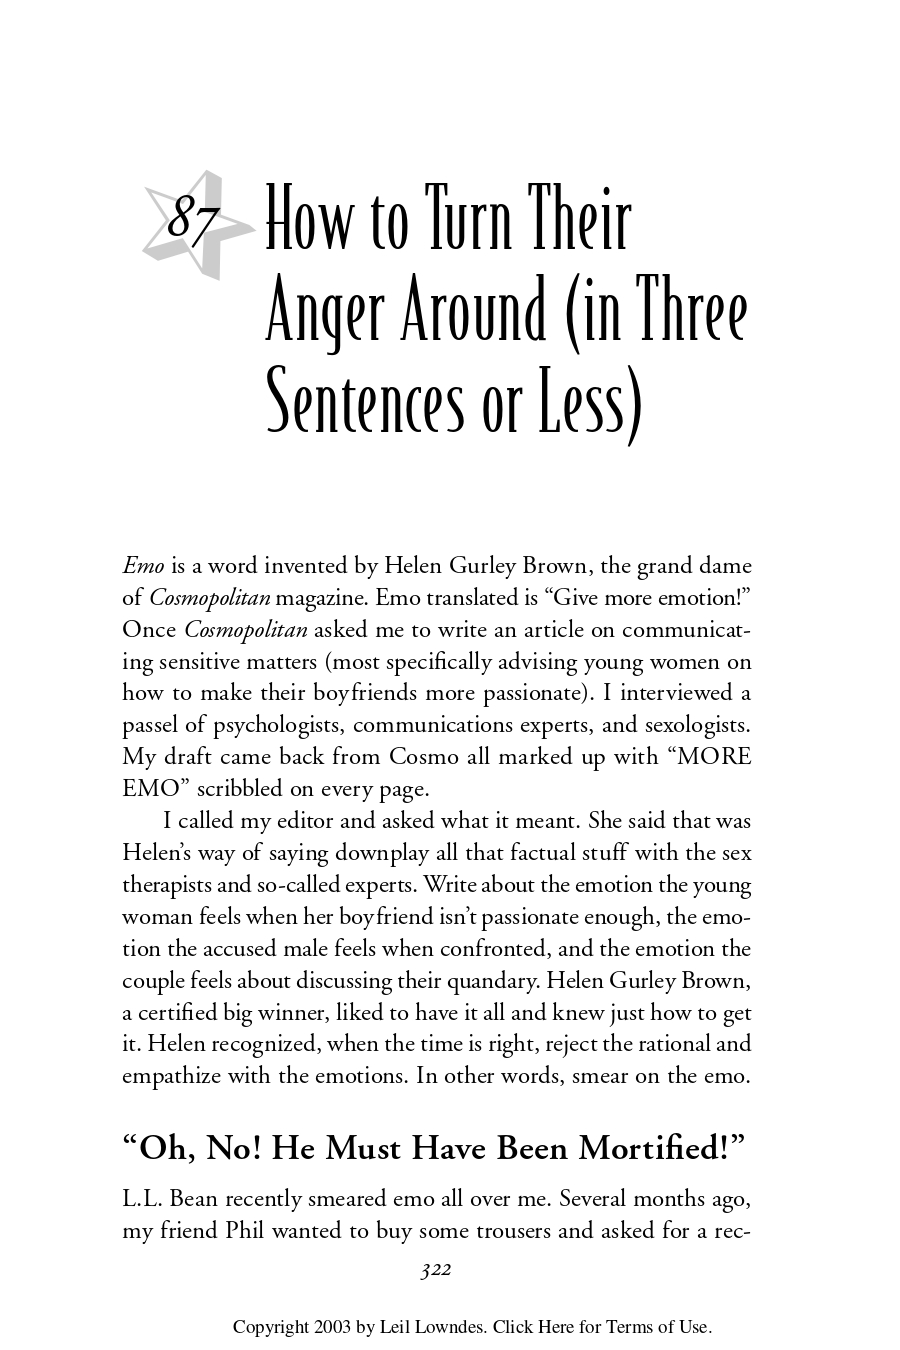 87 How to Turn Their
Anger Around (in Three
Sentences or Less)
Emo is a word invented by Helen Gurley Brown, the grand dame
of Cosmopolitan magazine. Emo translated is “Give more emotion!”
Once Cosmopolitan asked me to write an article on communicat-
ing sensitive matters (most specifically advising young women on
how to make their boyfriends more passionate). I interviewed a
passel of psychologists, communications experts, and sexologists.
My draft came back from Cosmo all marked up with “MORE
EMO” scribbled on every page.
I called my editor and asked what it meant. She said that was
Helen’s way of saying downplay all that factual stuff with the sex
therapists and so-called experts. Write about the emotion the young
woman feels when her boyfriend isn’t passionate enough, the emo-
tion the accused male feels when confronted, and the emotion the
couple feels about discussing their quandary. Helen Gurley Brown,
a certified big winner, liked to have it all and knew just how to get
it. Helen recognized, when the time is right, reject the rational and
empathize with the emotions. In other words, smear on the emo.
“Oh, No! He Must Have Been Mortified!”
L.L. Bean recently smeared emo all over me. Several months ago,
my friend Phil wanted to buy some trousers and asked for a rec-
322
Copyright 2003 by Leil Lowndes. Click Here for Terms of Use.